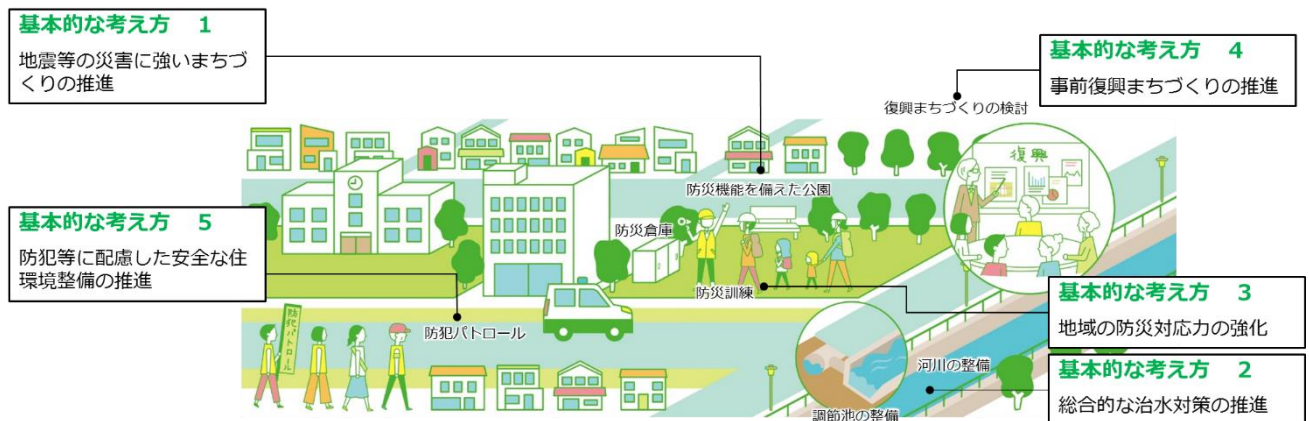 基本的な考え方　1
地震等の災害に強いまちづ
くりの推進
基本的な考え方　4
事前復興まちづくりの推進
復興まちづくりの検討
復興
防災機能を備えた公園
基本的な考え方　5
防犯等に配慮した安全な住
環境整備の推進
防災倉庫
防災訓練
基本的な考え方　3
地域の防災対応力の強化
防犯パトロール
防犯パトロール
河川の整備
基本的な考え方　2
総合的な治水対策の推進
調節池の整備